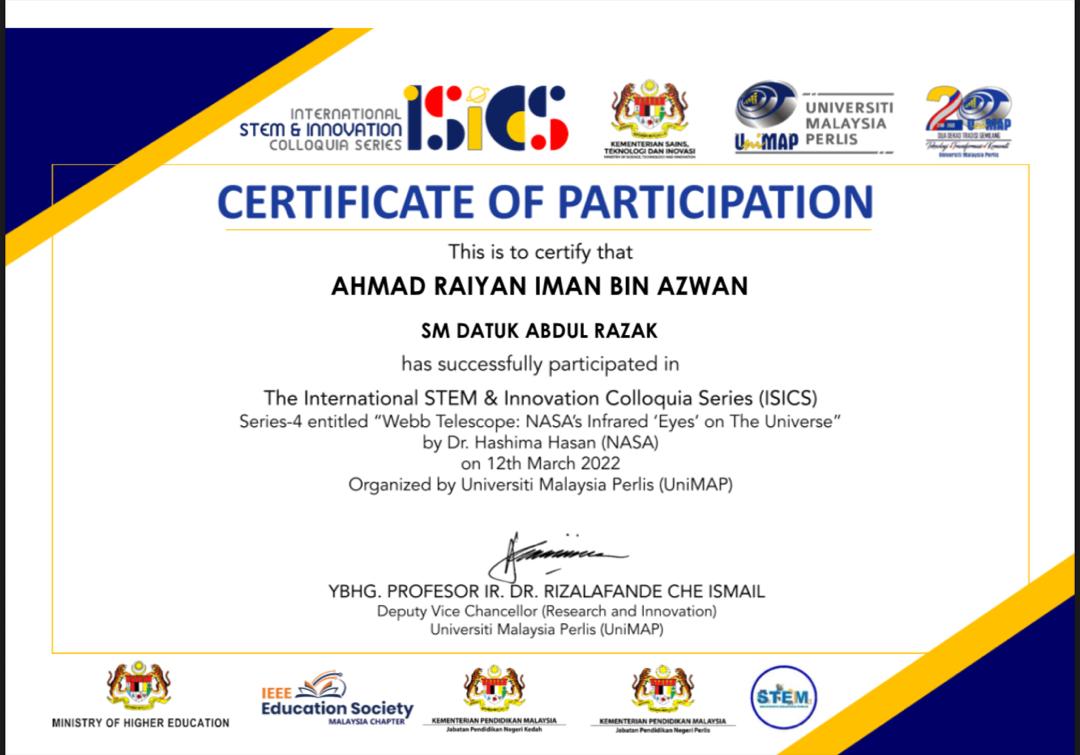 INTERNATIONAL
STEM & INNOVATION
COLLOQUIA SERIES
ISiCS
KEMENTERIAN SAINS,
TEKNOLOGI DAN INOVASI
MINISTRY OF SCIENCE, TECHNOLOGY AND INNOVATION
UniMAP
UNIVERSITI
MALAYSIA
PERLIS
20
UniMAP
DUA DEKAD TRADISI GEMILANG
Universiti Malaysia Perlis
CERTIFICATE OF PARTICIPATION
This is to certify that
AHMAD RAIYAN IMAN BIN AZWAN
SM DATUK ABDUL RAZAK
has successfully participated in
The International STEM & Innovation Colloquia Series (ISICS)
Series-4 entitled “Webb Telescope: NASA’s Infrared ‘Eyes’ on The Universe”
by Dr. Hashima Hasan (NASA)
on 12th March 2022
Organized by Universiti Malaysia Perlis (UniMAP)
YBHG. PROFESOR IR. DR. RIZALAFANDE CHE ISMAIL
Deputy Vice Chancellor (Research and Innovation)
Universiti Malaysia Perlis (UniMAP)
MINISTRY OF HIGHER EDUCATION
IEEE
Education Society
MALAYSIA CHAPTER
KEMENTERIAN PENDIDIKAN MALAYSIA
Jabatan Pendidikan Negeri Kedah
KEMENTERIAN PENDIDIKAN MALAYSIA
Jabatan Pendidikan Negeri Perlis
STEM